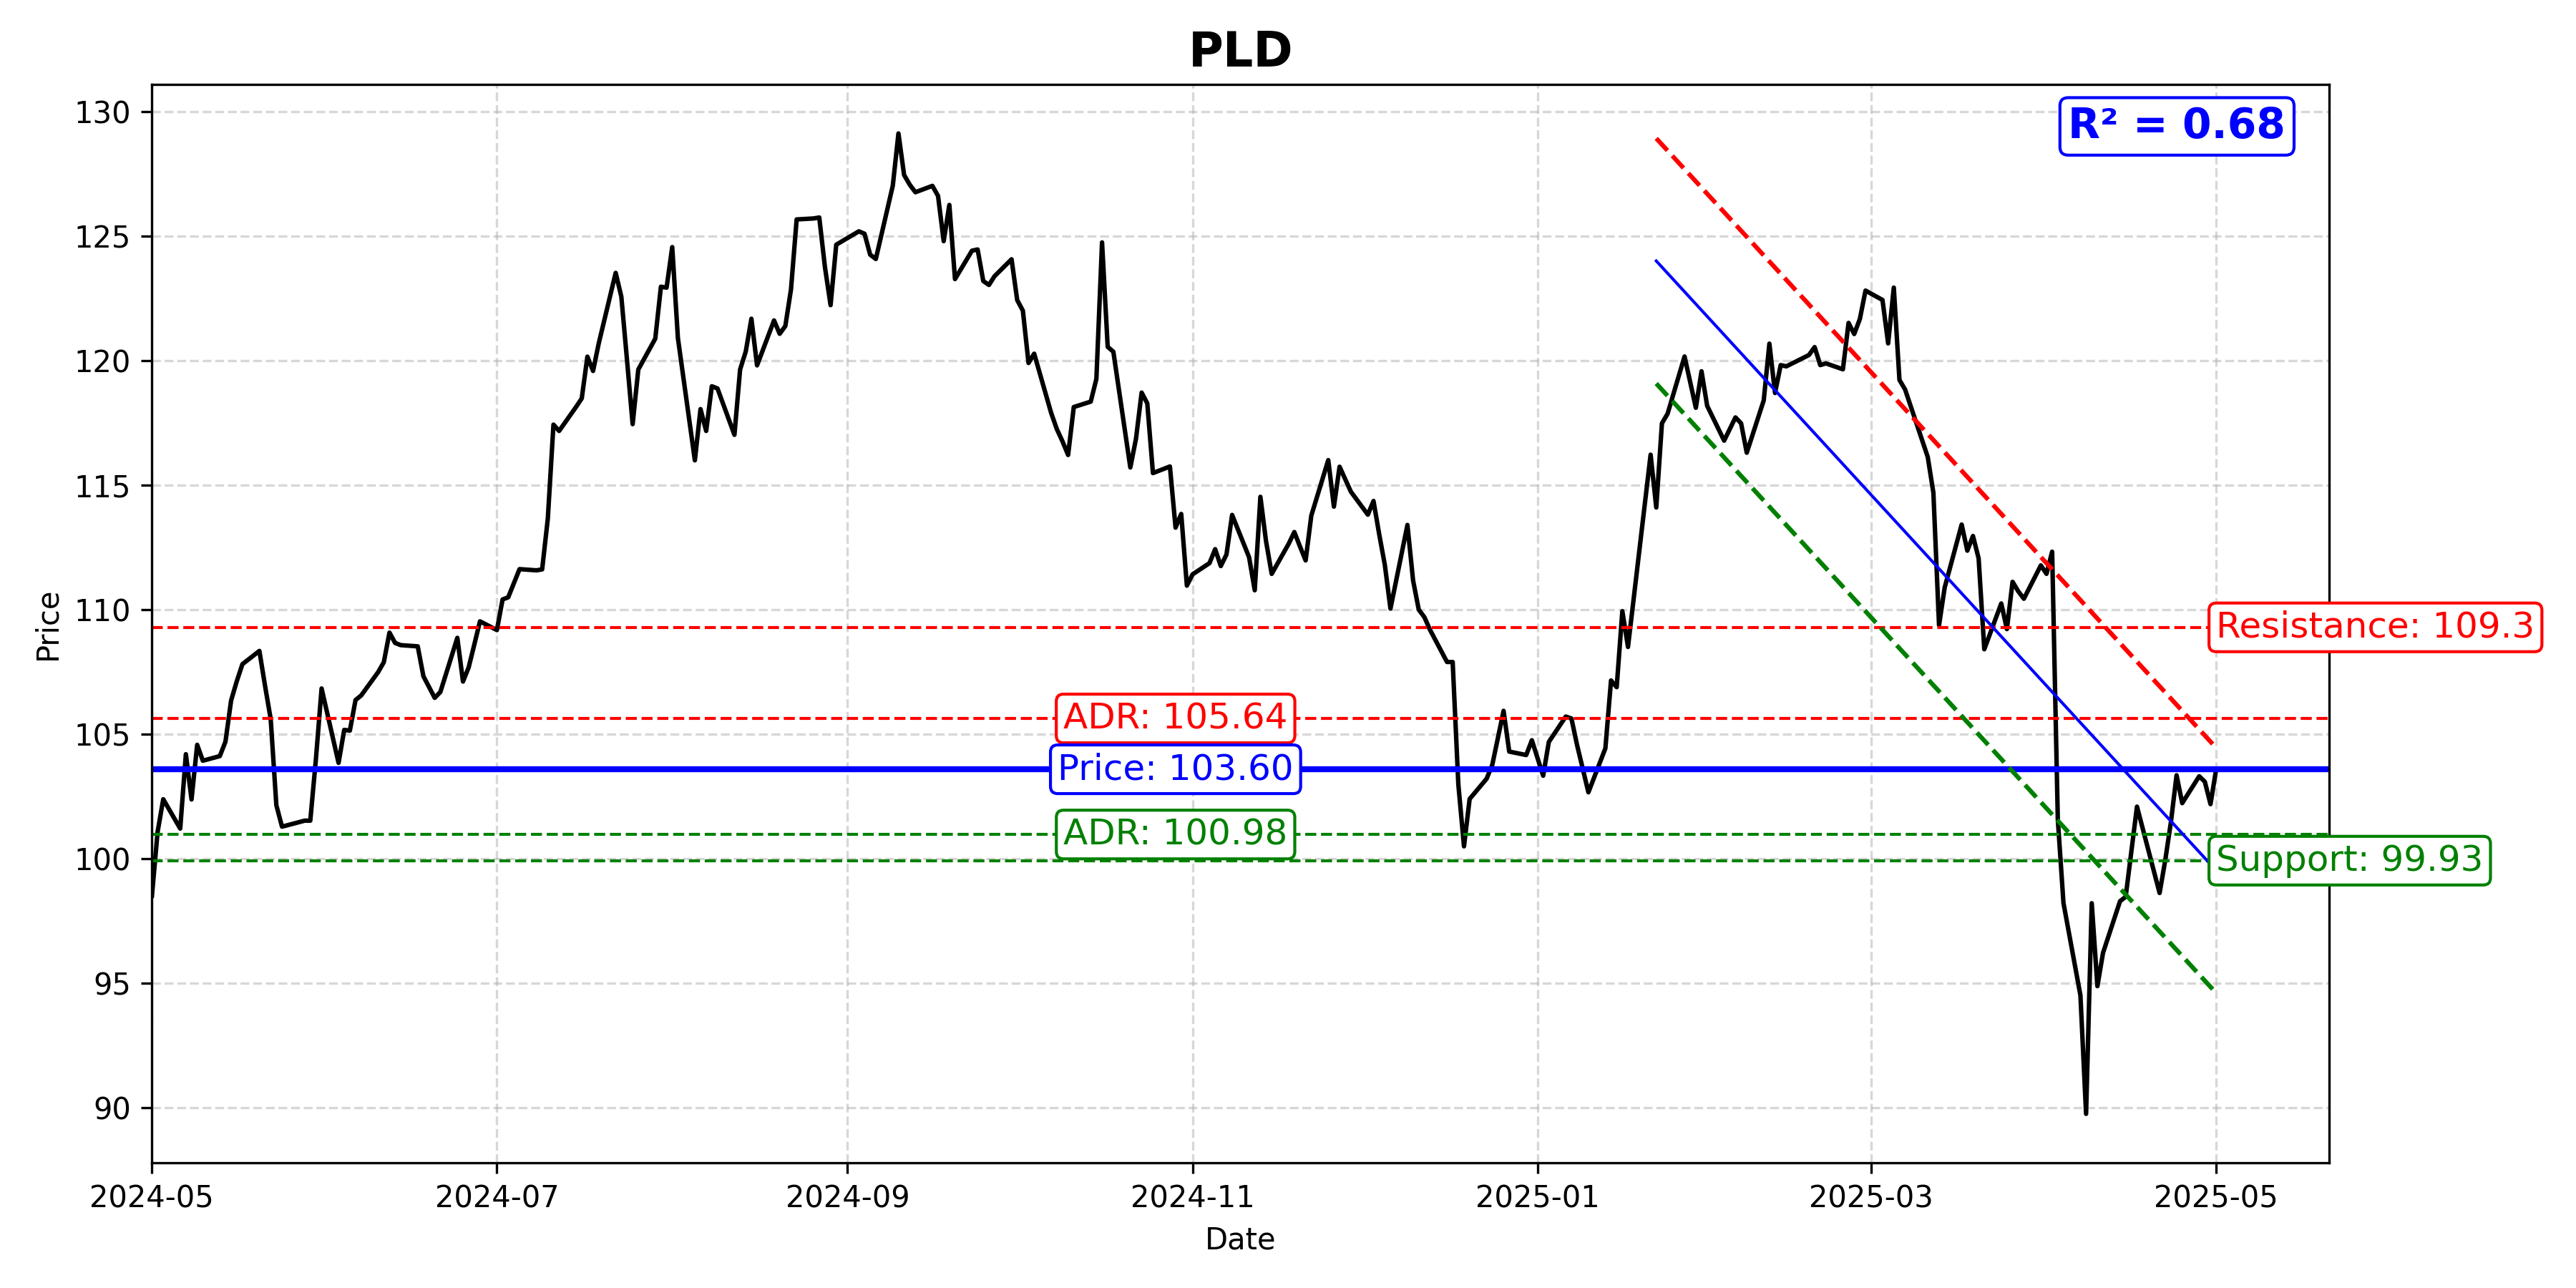 PLD
R² = 0.68
130
125
120
115
110
105
100
95
90
Price
Resistance: 109.3
ADR: 105.64
Price: 103.60
ADR: 100.98
Support: 99.93
2024-05
2024-07
2024-09
2024-11
2025-01
2025-03
2025-05
Date